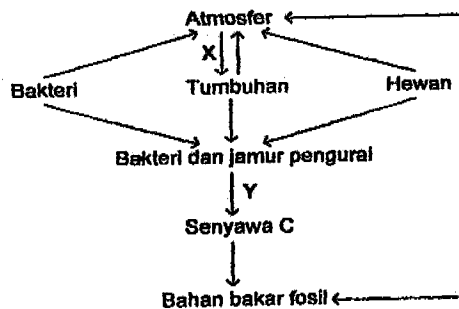 Atmosfer
X
Bakteri Tumbuhan Hewan
Bakteri dan jamur pengurai
Y
Senyawa C
Bahan bakar fosil